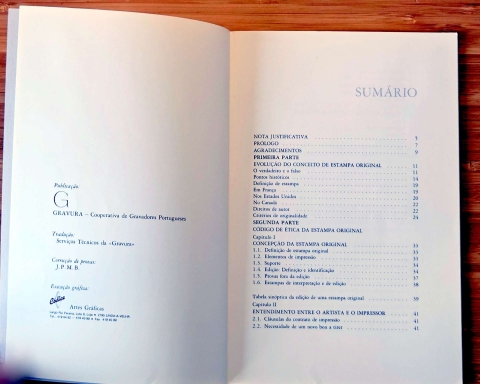 Publicação:
G
GRAVURA – Cooperativa de Gravadores Portugueses
Tradução:
Serviços Técnicos da «Gravura»
Correcção de provas:
J. P. M. B.
Execução gráfica:
Artes Gráficas
SUMÁRIO
NOTA JUSTIFICATIVA 5
PRÓLOGO 7
AGRADECIMENTOS 9
PRIMEIRA PARTE
EVOLUÇÃO DO CONCEITO DE ESTAMPA ORIGINAL 11
O verdadeiro e o falso 11
Pontos históricos 14
Definição de estampa 19
Em França 19
Nos Estados Unidos 20
No Canadá 22
Direitos de autor 22
Criterios de originalidade 24
SEGUNDA PARTE
CÓDIGO DE ÉTICA DA ESTAMPA ORIGINAL
Capítulo I
CONCEPÇÃO DA ESTAMPA ORIGINAL 33
1.1. Definição de estampa original 33
1.2. Elementos de impressão 33
1.3. Suporte 34
1.4. Edição: Definição e identificação 34
1.5. Provas fora da edição 37
1.6. Estampas de interpretação e de edição 38
Tabela sinoptica da edição de uma estampa original 39
Capítulo II
ENTENDIMENTO ENTRE O ARTISTA E O IMPRESSOR 41
2.1. Cláusulas do contrato de impressão 41
2.2. Necessidade de um novo bon à tirer 41